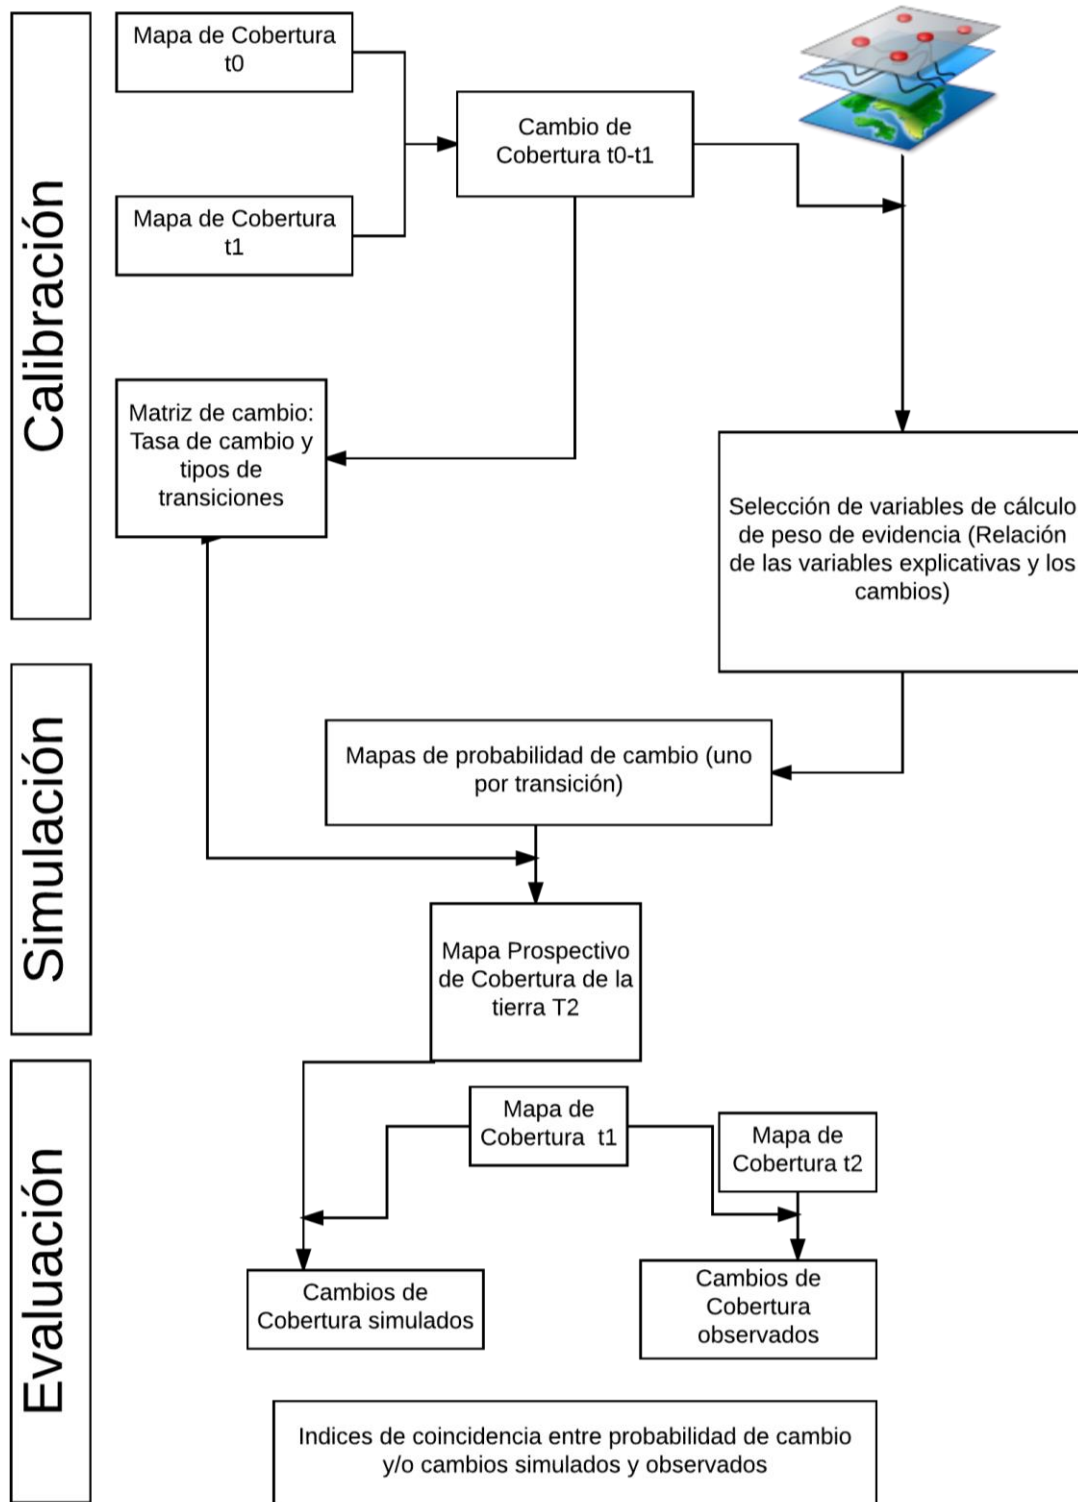 Calibración
Mapa de Cobertura
t0
Mapa de Cobertura
t1
Cambio de
Cobertura t0-t1
Matriz de cambio:
Tasa de cambio y
tipos de
transiciones
Selección de variables de cálculo
de peso de evidencia (Relación
de las variables explicativas y los
cambios)
Simulación
Mapas de probabilidad de cambio (uno
por transición)
Mapa Prospectivo
de Cobertura de la
tierra T2
Evaluación
Mapa de
Cobertura t1
Mapa de
Cobertura t2
Cambios de
Cobertura simulados
Cambios de
Cobertura
observados
Indices de coincidencia entre probabilidad de cambio
y/o cambios simulados y observados